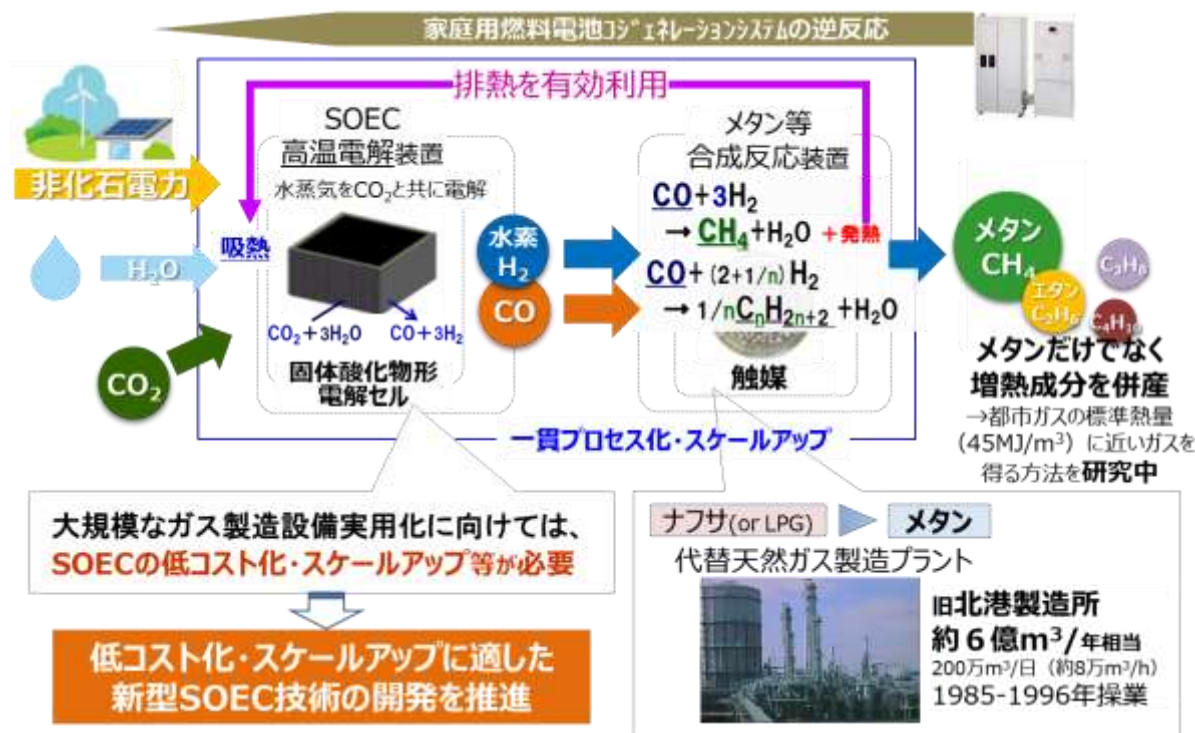 家庭用燃料電池コジェネレーションシステムの逆反応
排熱を有効利用
非化石電力
H₂O
CO₂
SOEC
高温電解装置
水蒸気をCO₂と共に電解
吸熱
CO₂+3H₂O
CO+3H₂
固体酸化物形
電解セル
水素
H₂
CO
メタン等
合成反応装置
CO+3H₂
→ CH₄+H₂O +発熱
CO+(2+1/n)H₂
→ 1/nCₙH₂ₙ₊₂ +H₂O
触媒
一貫プロセス化・スケールアップ
メタン
CH₄
エタン
C₂H₆
C₃H₈
C₄H₁₀
メタンだけでなく
増熱成分を併産
→都市ガスの標準熱量
(45MJ/m³)に近いガスを
得る方法を研究中
大規模なガス製造設備実用化に向けては、
SOECの低コスト化・スケールアップ等が必要
低コスト化・スケールアップに適した
新型SOEC技術の開発を推進
ナフサ(or LPG)
メタン
代替天然ガス製造プラント
旧北港製造所
約6億m³/年相当
200万m³/日(約8万m³/h)
1985-1996年操業